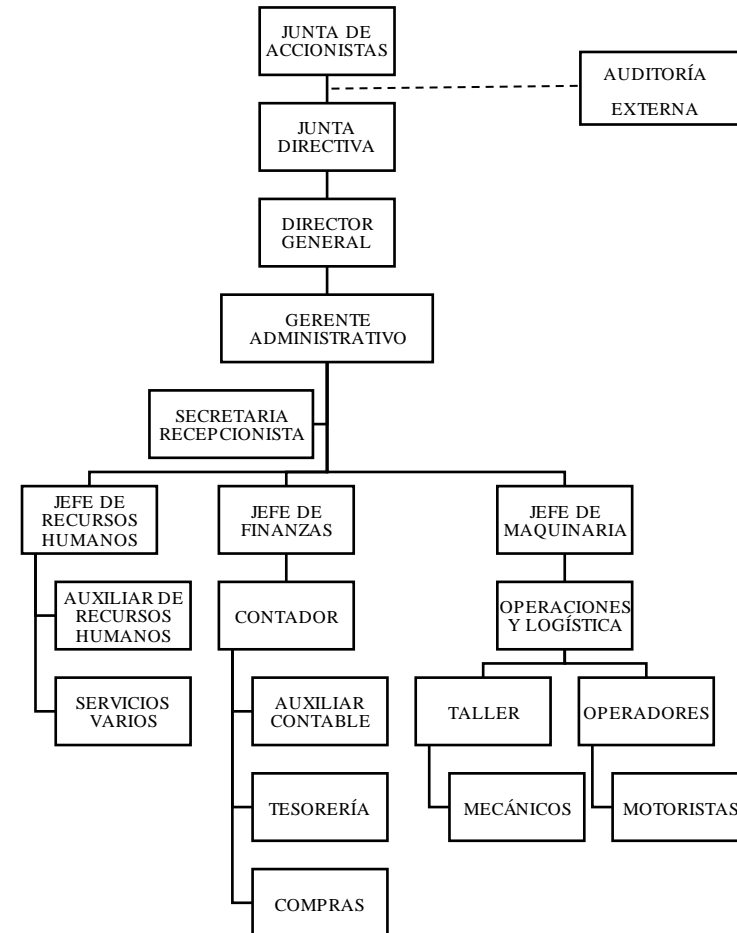 JUNTA DE
ACCIONISTAS
AUDITORÍA
EXTERNA
JUNTA
DIRECTIVA
DIRECTOR
GENERAL
GERENTE
ADMINISTRATIVO
SECRETARIA
RECEPCIONISTA
JEFE DE
RECURSOS
HUMANOS
JEFE DE
FINANZAS
JEFE DE
MAQUINARIA
AUXILIAR DE
RECURSOS
HUMANOS
CONTADOR
OPERACIONES
Y LOGÍSTICA
SERVICIOS
VARIOS
AUXILIAR
CONTABLE
TALLER
OPERADORES
TESORERÍA
MECÁNICOS
MOTORISTAS
COMPRAS